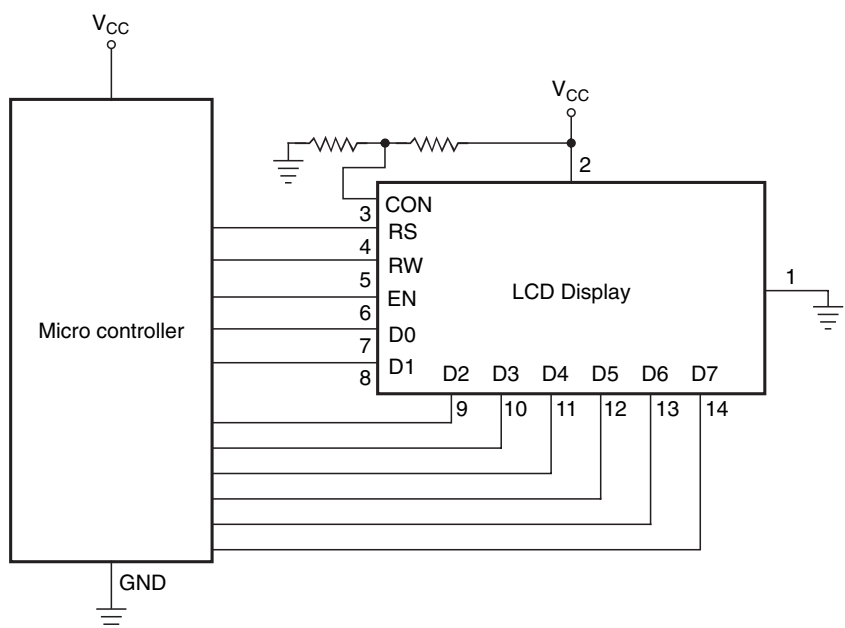 V_CC
V_CC
2
CON
3
RS
4
RW
5
EN
6
D0
7
D1
8
LCD Display
1
Micro controller
D2 D3 D4 D5 D6 D7
9 10 11 12 13 14
GND